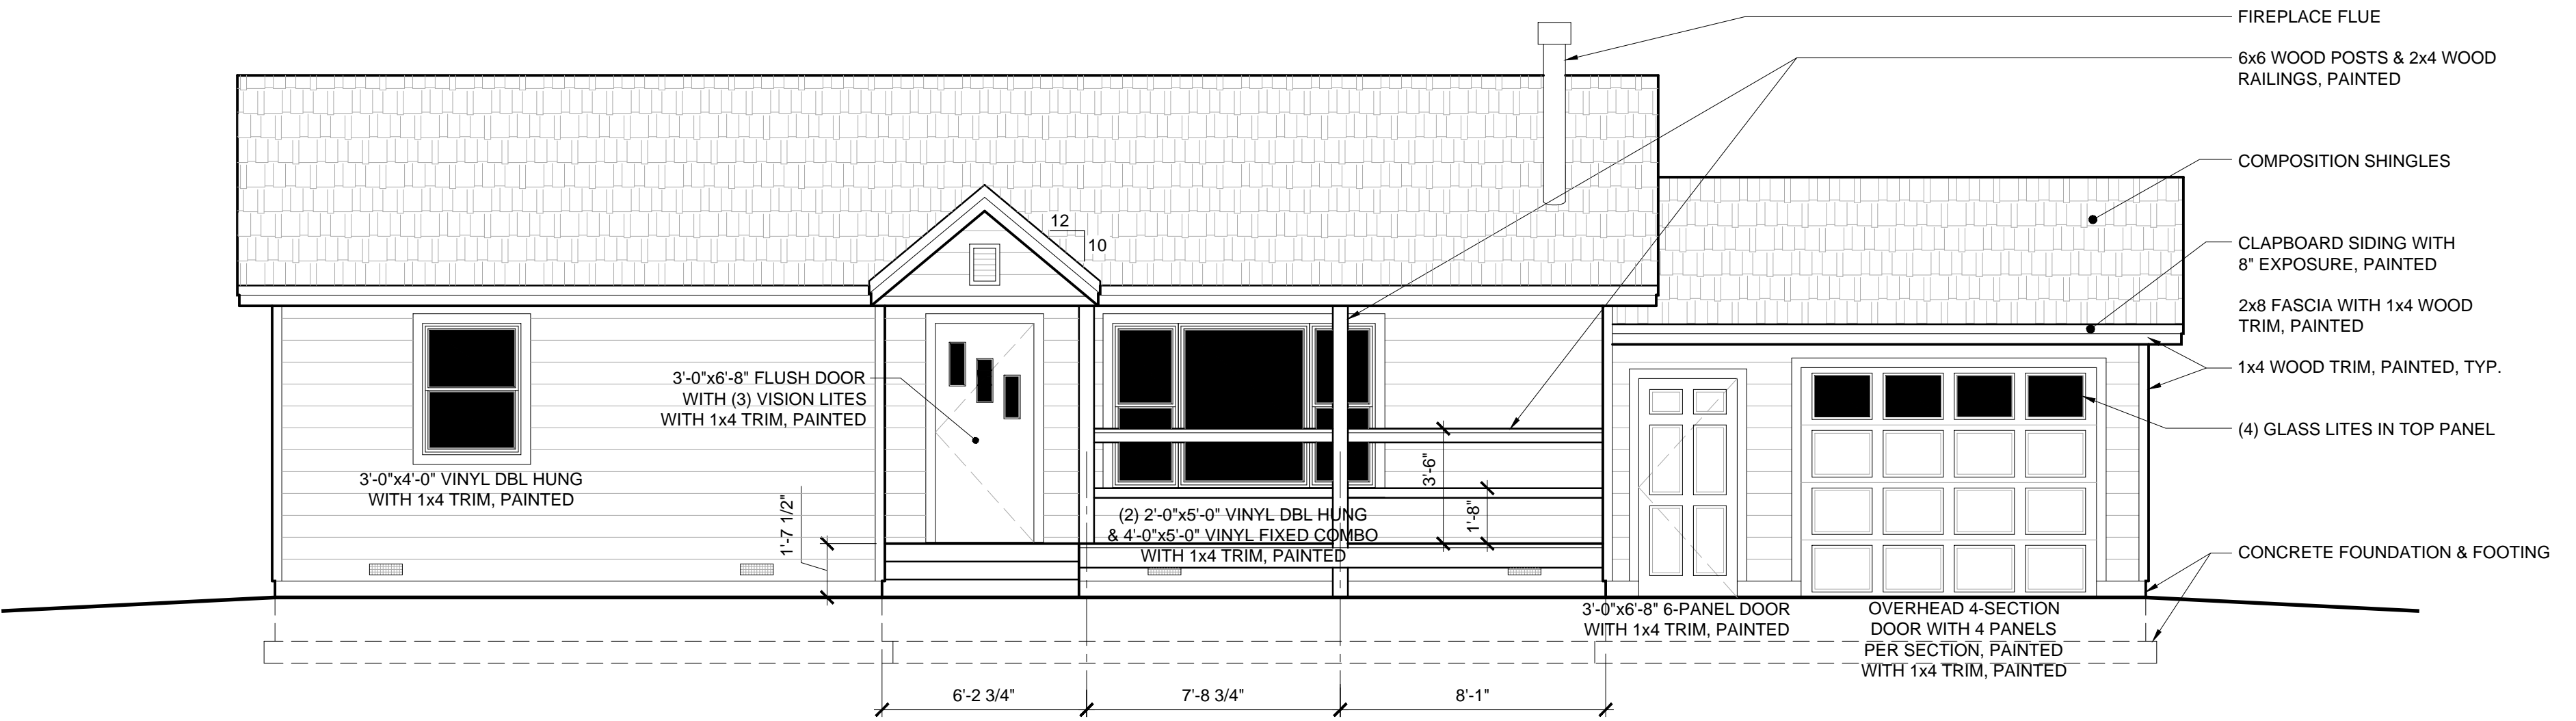 FIREPLACE FLUE
6x6 WOOD POSTS & 2x4 WOOD
RAILINGS, PAINTED
COMPOSITION SHINGLES
12
10
CLAPBOARD SIDING WITH
8" EXPOSURE, PAINTED
2x8 FASCIA WITH 1x4 WOOD
TRIM, PAINTED
1x4 WOOD TRIM, PAINTED, TYP.
(4) GLASS LITES IN TOP PANEL
3'-0"x6'-8" FLUSH DOOR
WITH (3) VISION LITES
WITH 1x4 TRIM, PAINTED
3'-0"x4'-0" VINYL DBL HUNG
WITH 1x4 TRIM, PAINTED
1'-7 1/2"
(2) 2'-0"x5'-0" VINYL DBL HUNG
& 4'-0"x5'-0" VINYL FIXED COMBO
WITH 1x4 TRIM, PAINTED
3'-6"
1'-8"
CONCRETE FOUNDATION & FOOTING
3'-0"x6'-8" 6-PANEL DOOR
WITH 1x4 TRIM, PAINTED
OVERHEAD 4-SECTION
DOOR WITH 4 PANELS
PER SECTION, PAINTED
WITH 1x4 TRIM, PAINTED
6'-2 3/4"
7'-8 3/4"
8'-1"